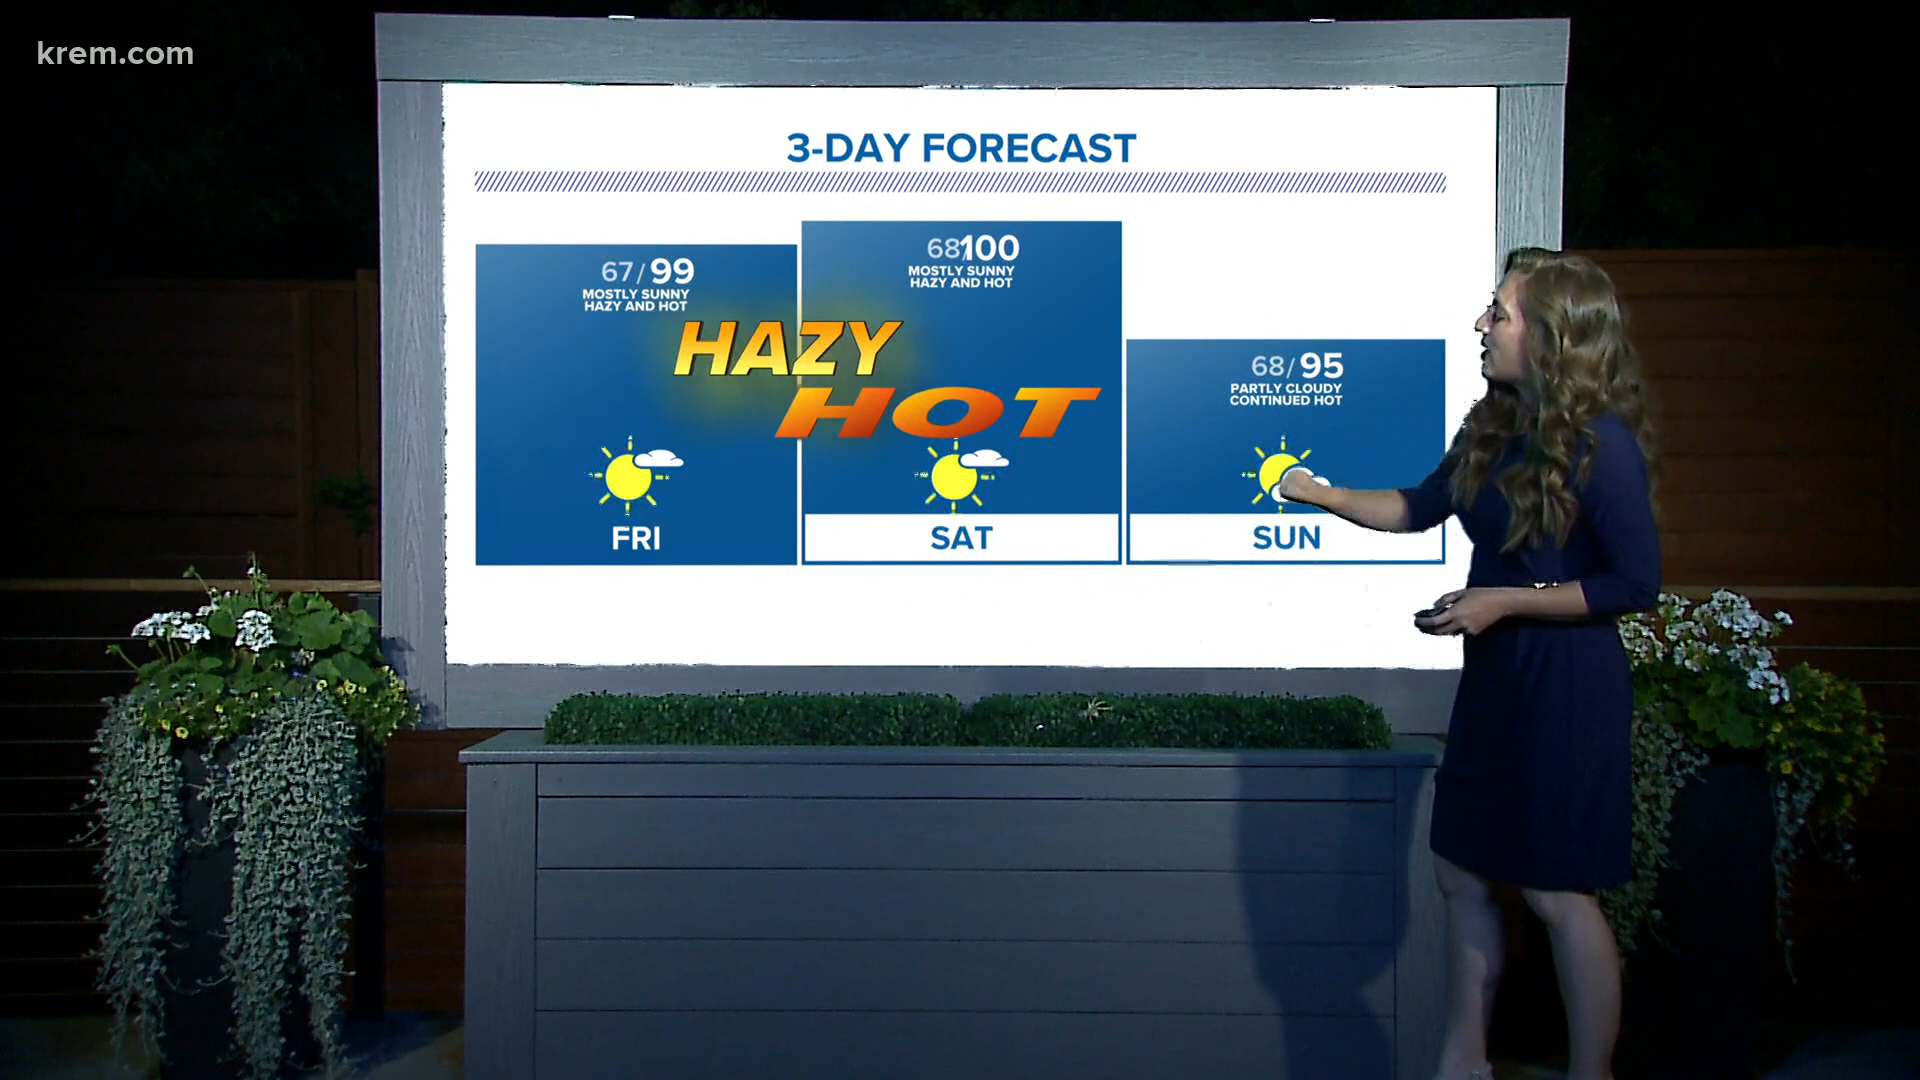 krem.com
3-DAY FORECAST
67/99
MOSTLY SUNNY
HAZY AND HOT
68/100
MOSTLY SUNNY
HAZY AND HOT
68/95
PARTLY CLOUDY
CONTINUED HOT
HAZY
HOT
FRI
SAT
SUN